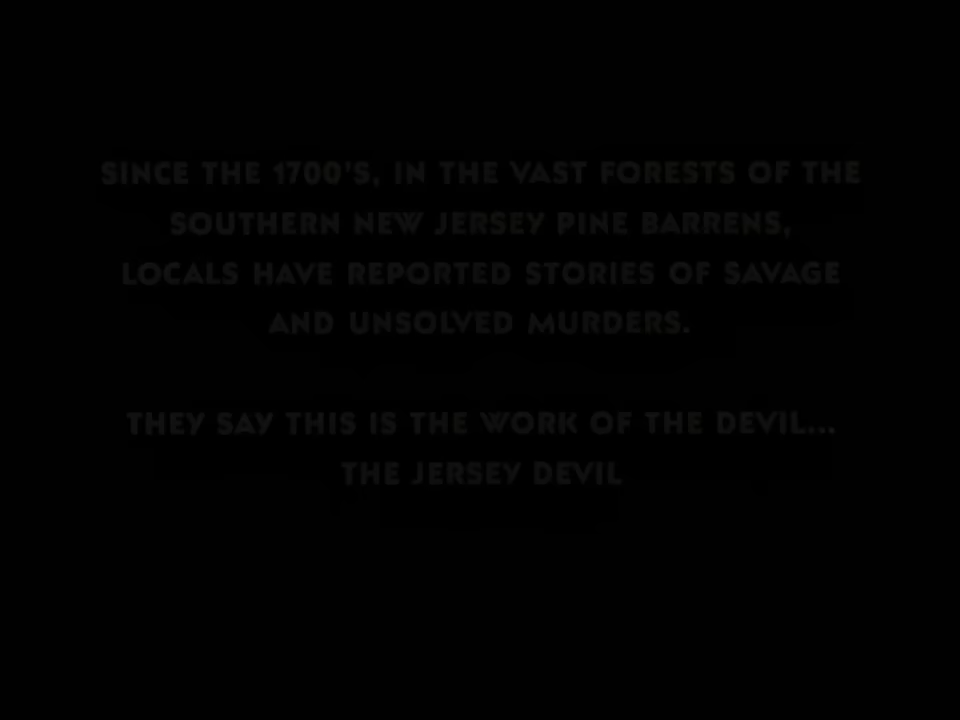 SINCE THE 1700'S, IN THE VAST FORESTS OF THE
SOUTHERN NEW JERSEY PINE BARRENS,
LOCALS HAVE REPORTED STORIES OF SAVAGE
AND UNSOLVED MURDERS.
THEY SAY THIS IS THE WORK OF THE DEVIL...
THE JERSEY DEVIL